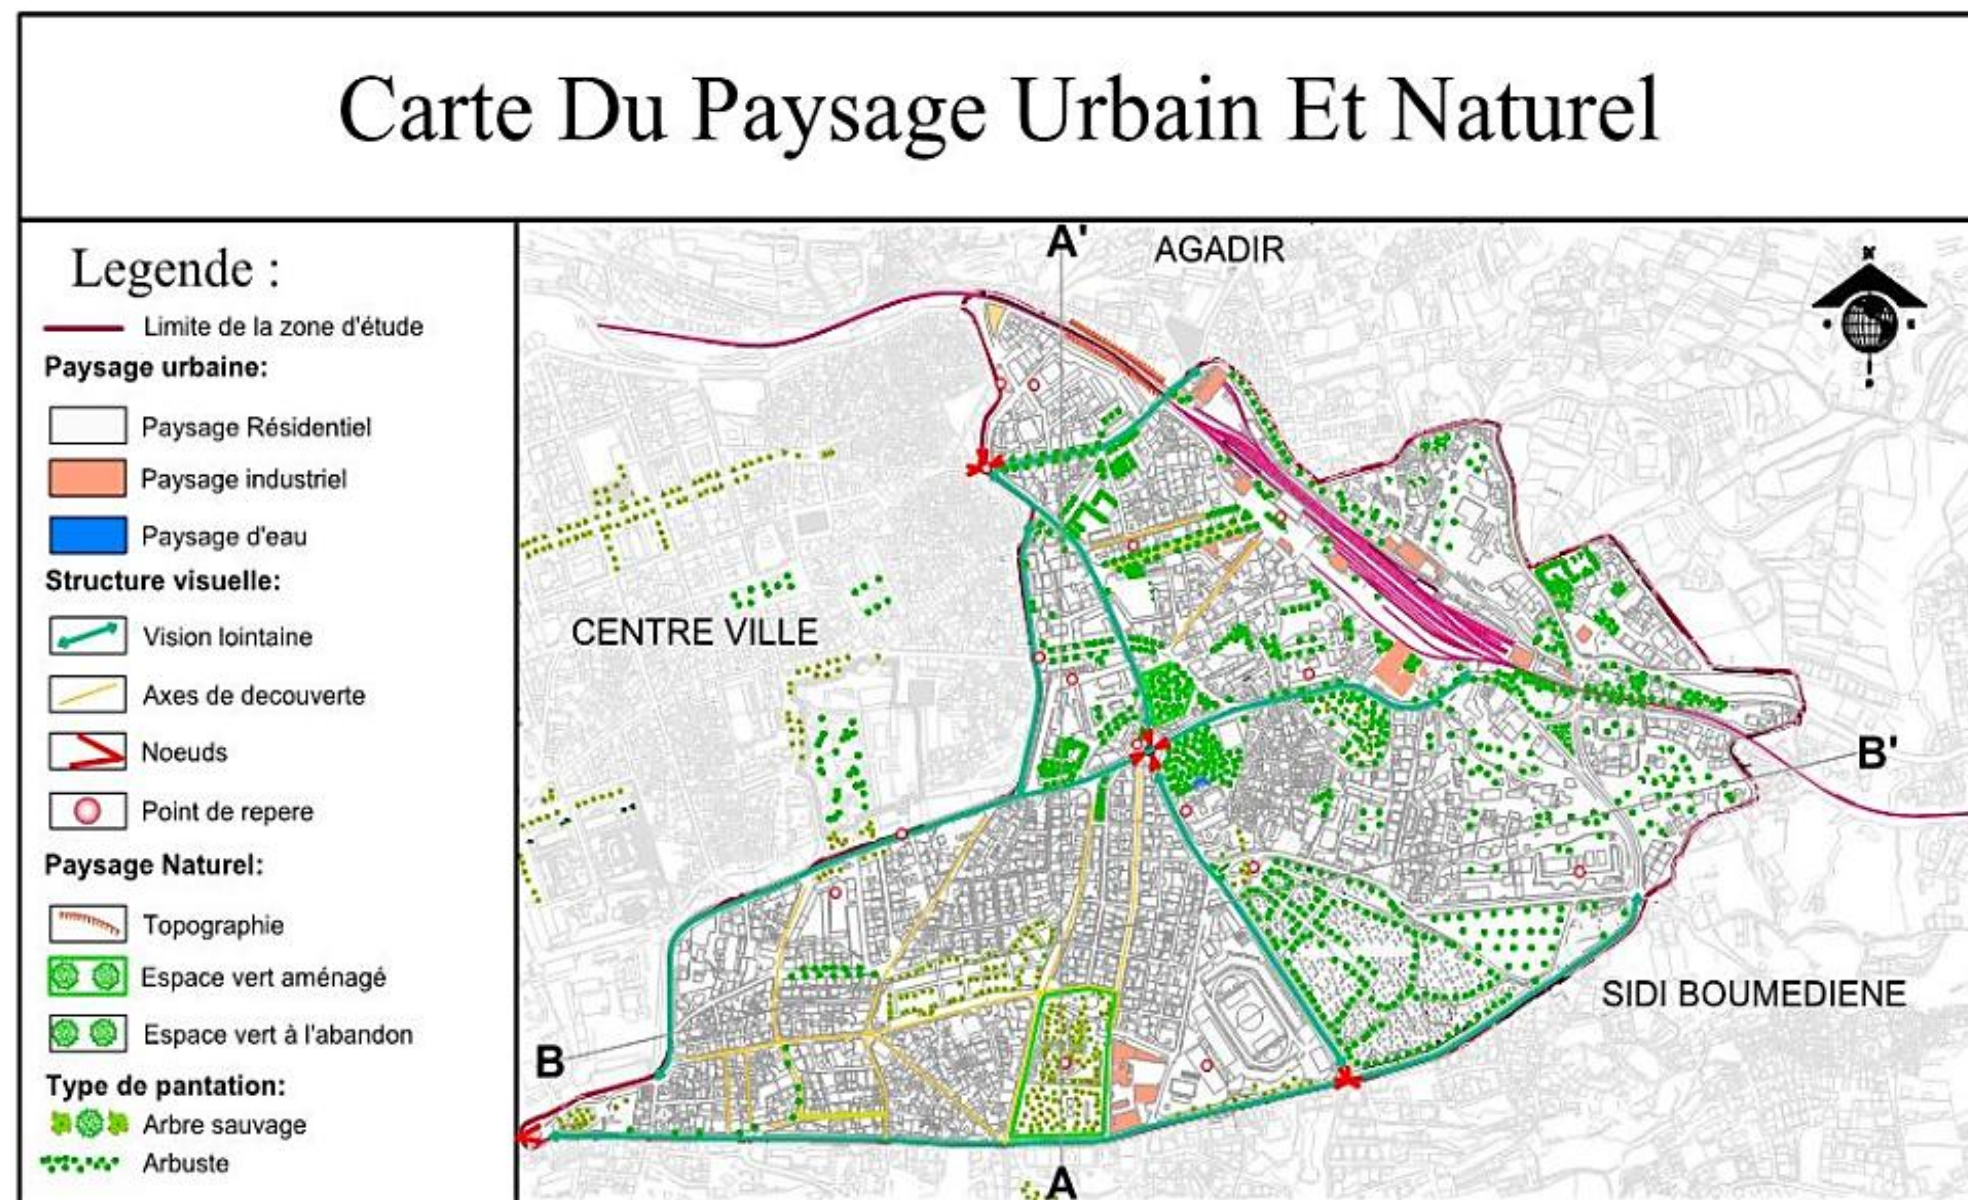 Carte Du Paysage Urbain Et Naturel
Legende :
Limite de la zone d'étude
Paysage urbaine:
Paysage Résidentiel
Paysage industriel
Paysage d'eau
Structure visuelle:
Vision lointaine
Axes de decouverte
Noeuds
Point de repere
Paysage Naturel:
Topographie
Espace vert aménagé
Espace vert à l'abandon
Type de pantation:
Arbre sauvage
Arbuste
A'
AGADIR
CENTRE VILLE
B'
SIDI BOUMEDIENE
B
A